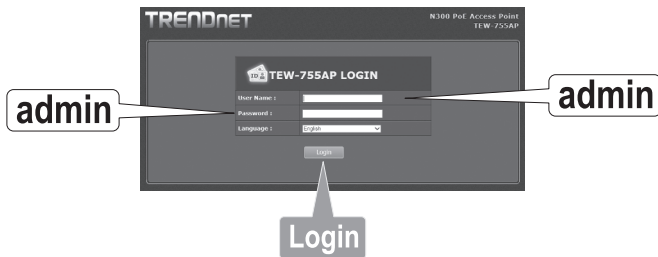 TRENDNET
N300 PoE Access Point
TEW-755AP
ID
TEW-755AP LOGIN
User Name :
admin
Password :
admin
Language :
English
Login
Login